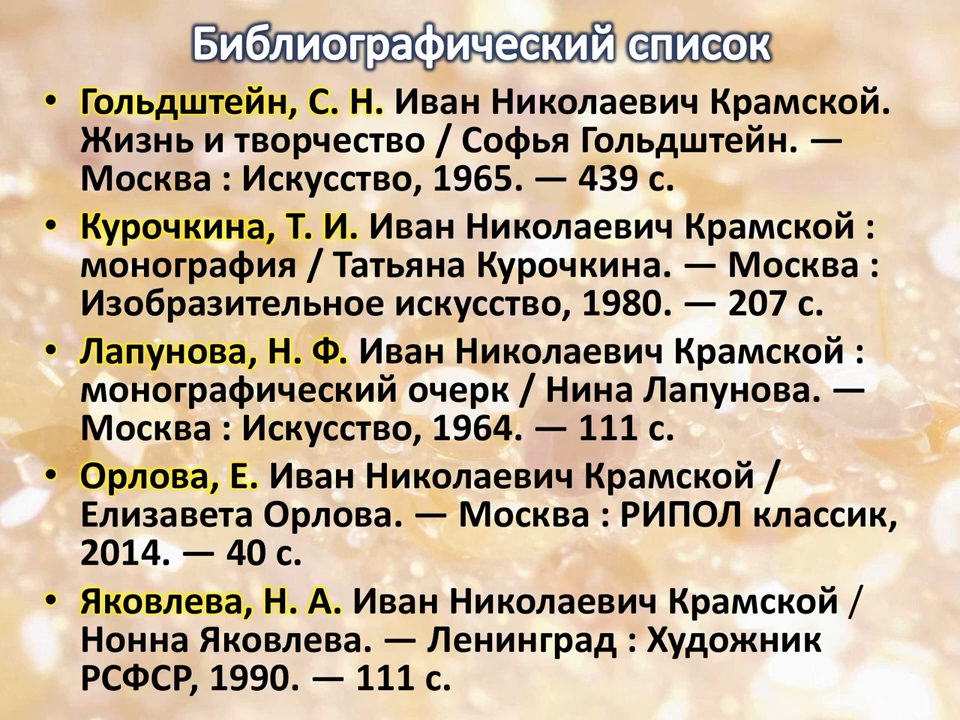 Библиографический список
• Гольдштейн, С. Н. Иван Николаевич Крамской.
Жизнь и творчество / Софья Гольдштейн. —
Москва : Искусство, 1965. — 439 с.
• Курочкина, Т. И. Иван Николаевич Крамской :
монография / Татьяна Курочкина. — Москва :
Изобразительное искусство, 1980. — 207 с.
• Лапунова, Н. Ф. Иван Николаевич Крамской :
монографический очерк / Нина Лапунова. —
Москва : Искусство, 1964. — 111 с.
• Орлова, Е. Иван Николаевич Крамской /
Елизавета Орлова. — Москва : РИПОЛ классик,
2014. — 40 с.
• Яковлева, Н. А. Иван Николаевич Крамской /
Нонна Яковлева. — Ленинград : Художник
РСФСР, 1990. — 111 с.